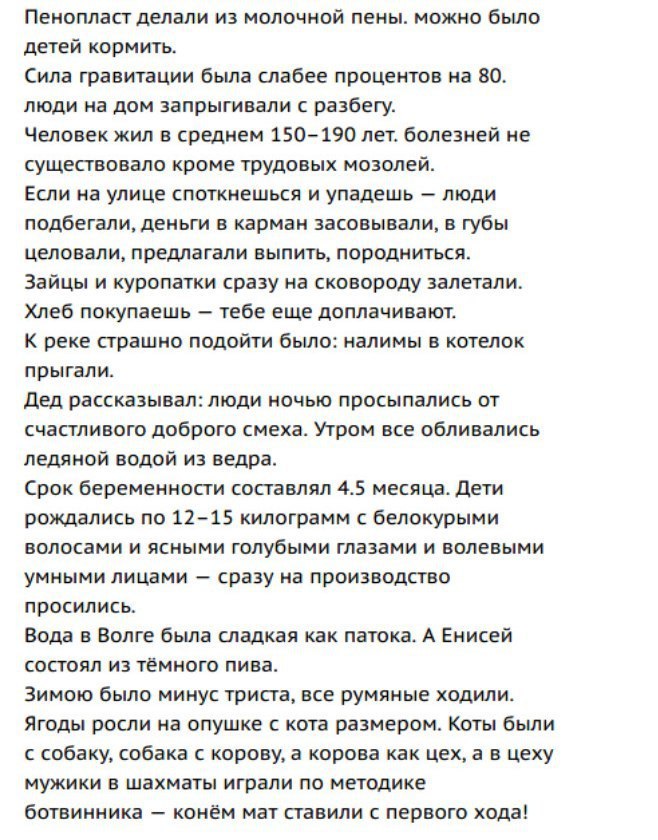 Пенопласт делали из молочной пены. можно было
детей кормить.
Сила гравитации была слабее процентов на 80.
люди на дом запрыгивали с разбегу.
Человек жил в среднем 150–190 лет. болезней не
существовало кроме трудовых мозолей.
Если на улице споткнешься и упадешь — люди
подбегали, деньги в карман засовывали, в губы
целовали, предлагали выпить, породниться.
Зайцы и куропатки сразу на сковороду залетали.
Хлеб покупаешь — тебе еще доплачивают.
К реке страшно подойти было: налимы в котелок
прыгали.
Дед рассказывал: люди ночью просыпались от
счастливого доброго смеха. Утром все обливались
ледяной водой из ведра.
Срок беременности составлял 4.5 месяца. Дети
рождались по 12–15 килограмм с белокурыми
волосами и ясными голубыми глазами и волевыми
умными лицами — сразу на производство
просились.
Вода в Волге была сладкая как патока. А Енисей
состоял из тёмного пива.
Зимою было минус триста, все румяные ходили.
Ягоды росли на опушке с кота размером. Коты были
с собаку, собака с корову, а корова как цех, а в цеху
мужики в шахматы играли по методике
ботвинника — конём мат ставили с первого хода!